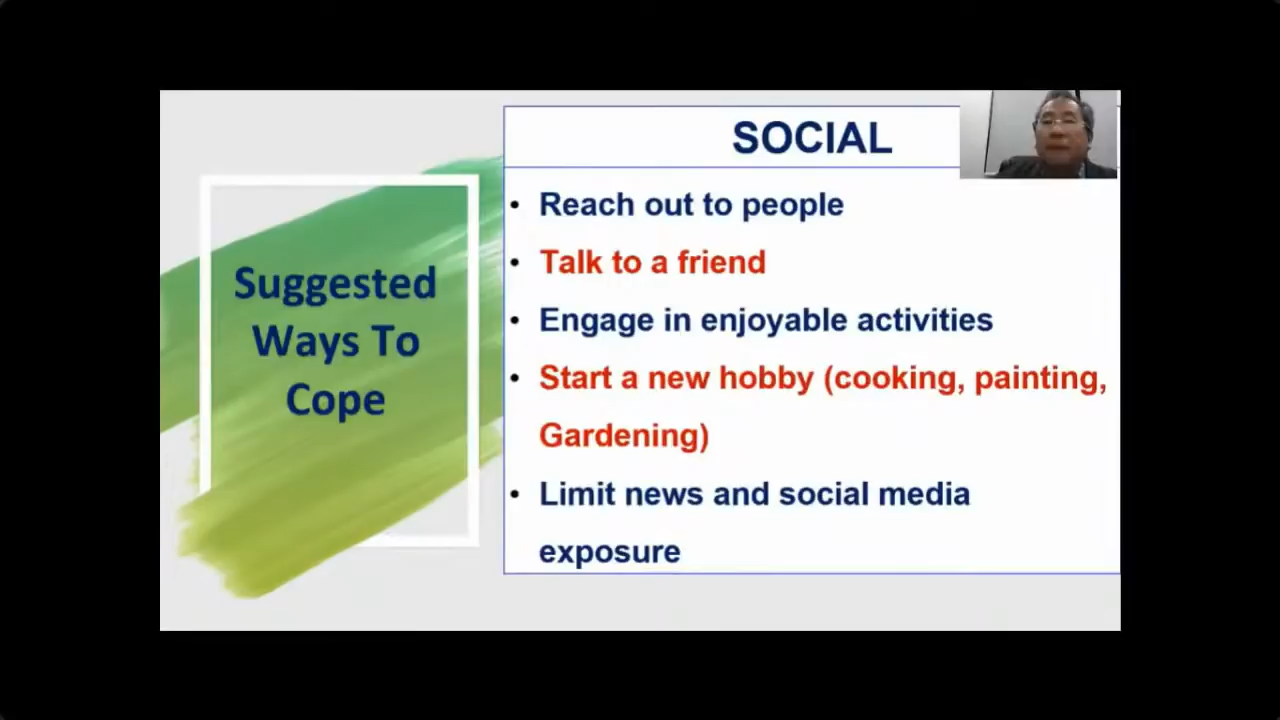 Suggested
Ways To
Cope
SOCIAL
• Reach out to people
• Talk to a friend
• Engage in enjoyable activities
• Start a new hobby (cooking, painting,
Gardening)
• Limit news and social media
exposure